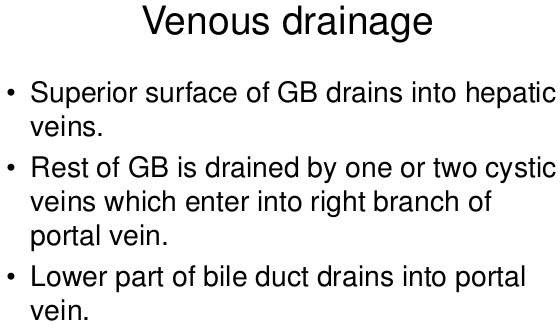 Venous drainage
• Superior surface of GB drains into hepatic
veins.
• Rest of GB is drained by one or two cystic
veins which enter into right branch of
portal vein.
• Lower part of bile duct drains into portal
vein.